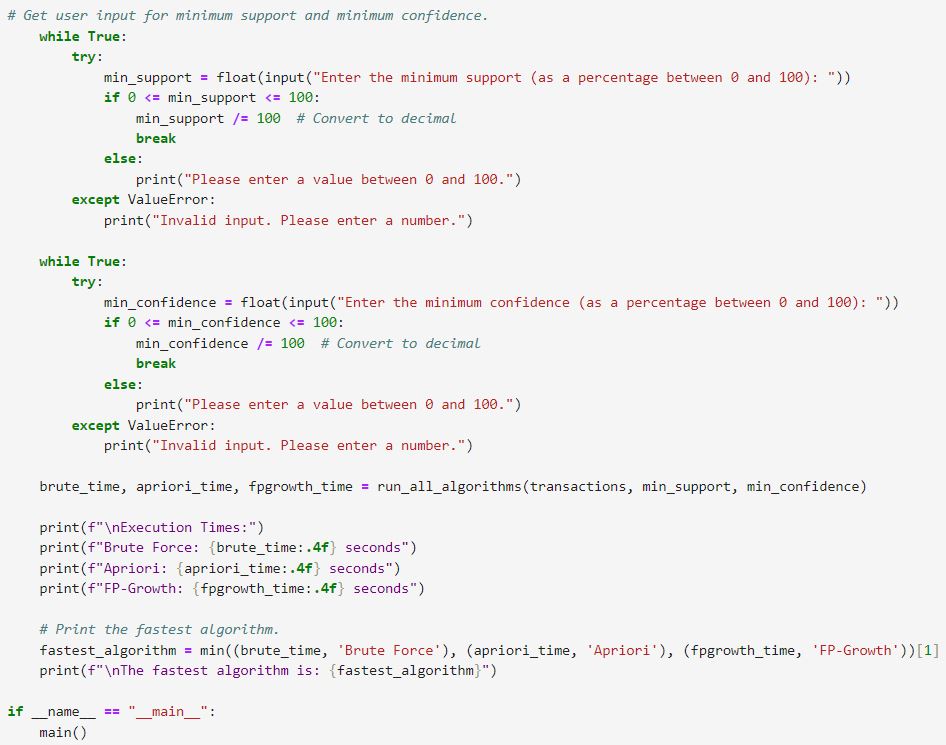 # Get user input for minimum support and minimum confidence.
    while True:
        try:
            min_support = float(input("Enter the minimum support (as a percentage between 0 and 100): "))
            if 0 <= min_support <= 100:
                min_support /= 100  # Convert to decimal
                break
            else:
                print("Please enter a value between 0 and 100.")
        except ValueError:
            print("Invalid input. Please enter a number.")

    while True:
        try:
            min_confidence = float(input("Enter the minimum confidence (as a percentage between 0 and 100): "))
            if 0 <= min_confidence <= 100:
                min_confidence /= 100  # Convert to decimal
                break
            else:
                print("Please enter a value between 0 and 100.")
        except ValueError:
            print("Invalid input. Please enter a number.")

    brute_time, apriori_time, fpgrowth_time = run_all_algorithms(transactions, min_support, min_confidence)

    print(f"\nExecution Times:")
    print(f"Brute Force: {brute_time:.4f} seconds")
    print(f"Apriori: {apriori_time:.4f} seconds")
    print(f"FP-Growth: {fpgrowth_time:.4f} seconds")

    # Print the fastest algorithm.
    fastest_algorithm = min((brute_time, 'Brute Force'), (apriori_time, 'Apriori'), (fpgrowth_time, 'FP-Growth'))[1]
    print(f"\nThe fastest algorithm is: {fastest_algorithm}")

if __name__ == "__main__":
    main()